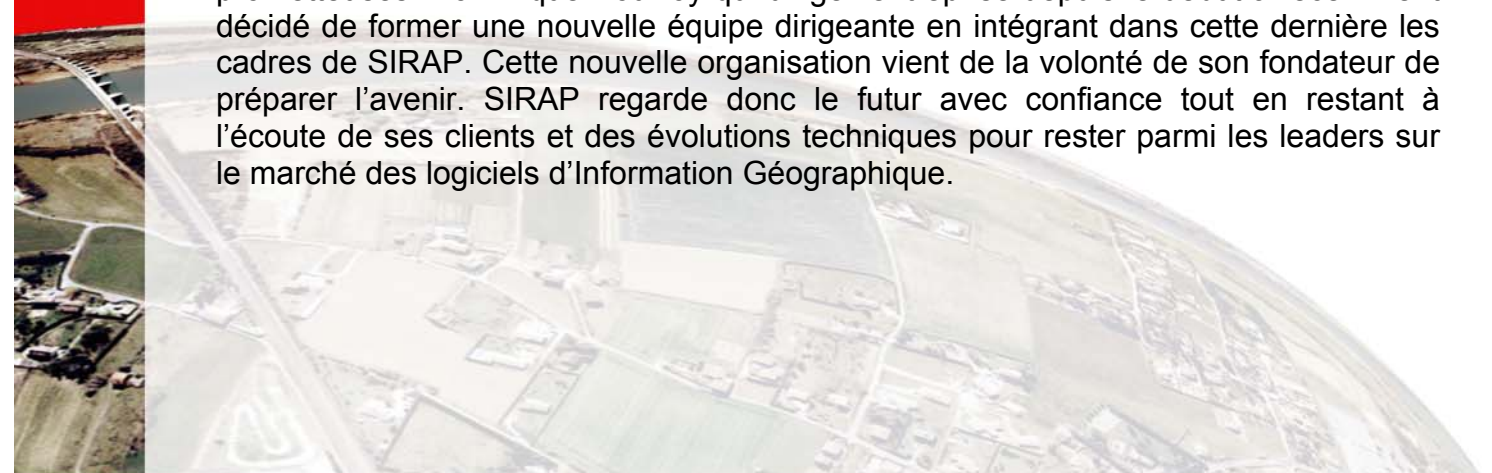 décidé de former une nouvelle équipe dirigeante en intégrant dans cette dernière les
cadres de SIRAP. Cette nouvelle organisation vient de la volonté de son fondateur de
préparer l’avenir. SIRAP regarde donc le futur avec confiance tout en restant à
l’écoute de ses clients et des évolutions techniques pour rester parmi les leaders sur
le marché des logiciels d’Information Géographique.